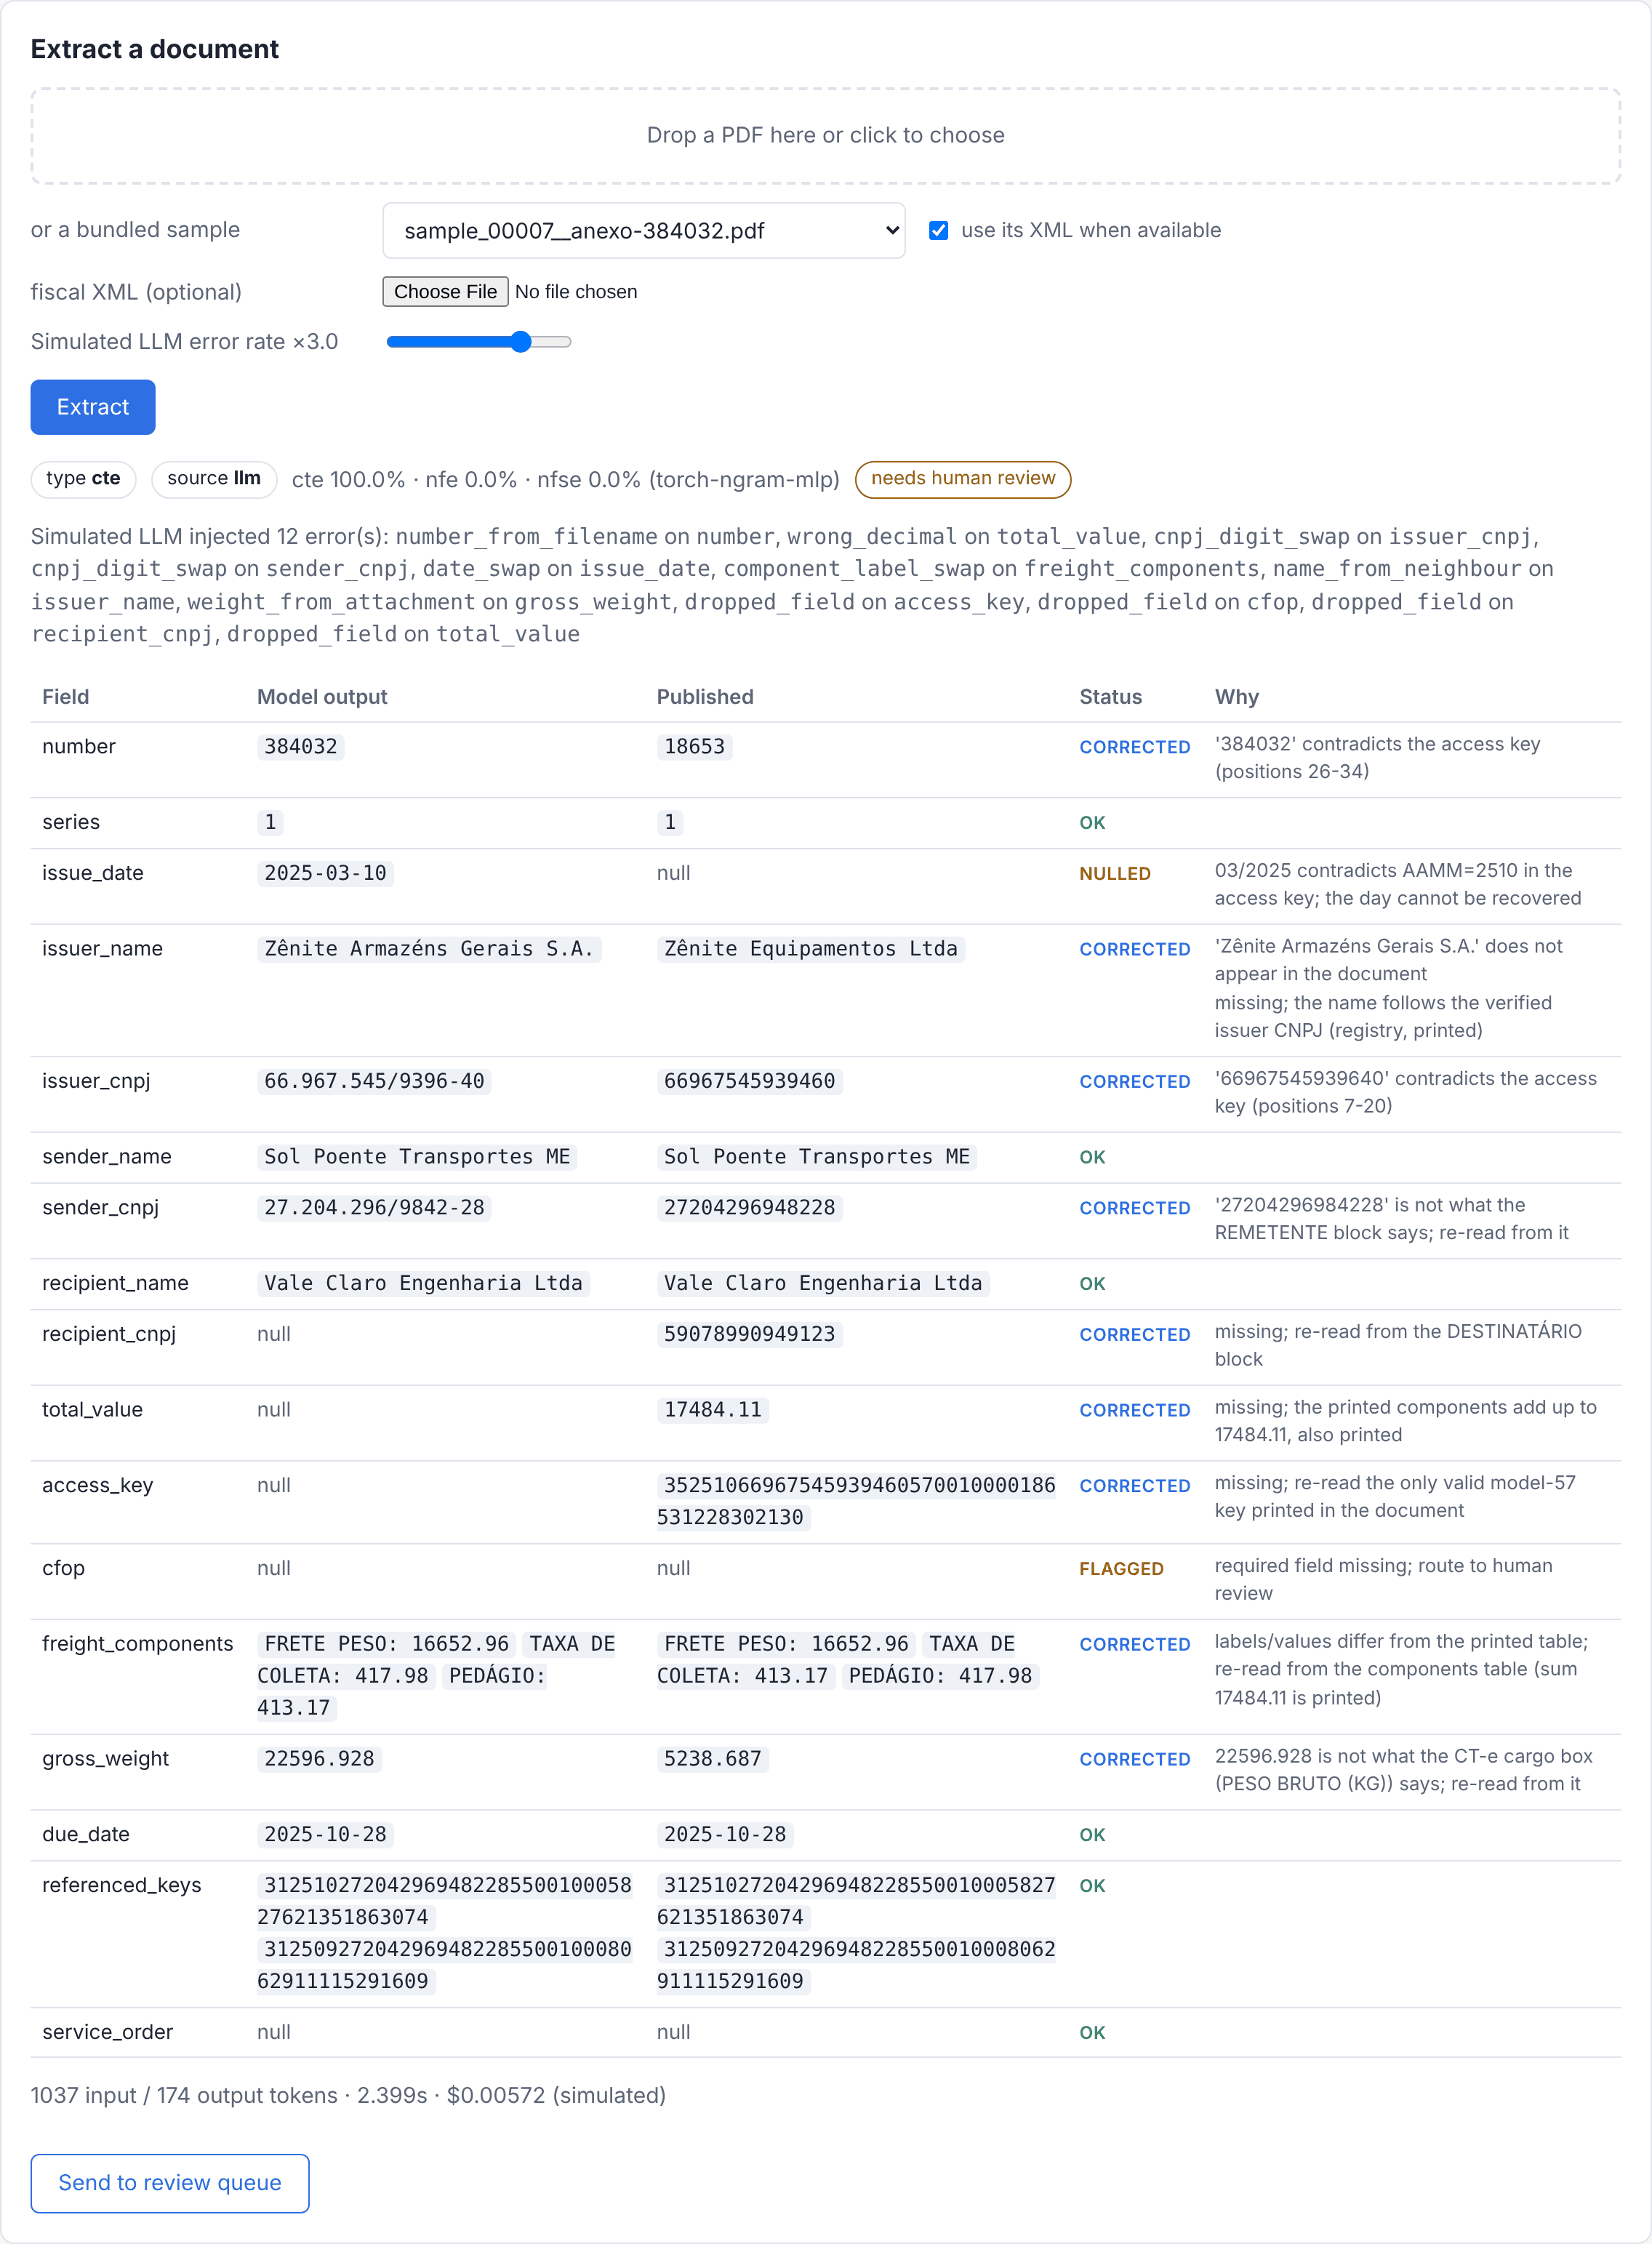 Extract a document
Drop a PDF here or click to choose
or a bundled sample
sample_00007__anexo-384032.pdf
use its XML when available
fiscal XML (optional)
Choose File No file chosen
Simulated LLM error rate ×3.0
Extract
type cte source llm cte 100.0% · nfe 0.0% · nfse 0.0% (torch-ngram-mlp) needs human review
Simulated LLM injected 12 error(s): number_from_filename on number, wrong_decimal on total_value, cnpj_digit_swap on issuer_cnpj,
cnpj_digit_swap on sender_cnpj, date_swap on issue_date, component_label_swap on freight_components, name_from_neighbour on
issuer_name, weight_from_attachment on gross_weight, dropped_field on access_key, dropped_field on cfop, dropped_field on
recipient_cnpj, dropped_field on total_value
Field Model output Published Status Why
number 384032 18653 CORRECTED '384032' contradicts the access key
(positions 26-34)
series 1 1 OK
issue_date 2025-03-10 null NULLED 03/2025 contradicts AAMM=2510 in the
access key; the day cannot be recovered
issuer_name Zênite Armazéns Gerais S.A. Zênite Equipamentos Ltda CORRECTED 'Zênite Armazéns Gerais S.A.' does not
appear in the document
missing; the name follows the verified
issuer CNPJ (registry, printed)
issuer_cnpj 66.967.545/9396-40 66967545939460 CORRECTED '66967545939640' contradicts the access
key (positions 7-20)
sender_name Sol Poente Transportes ME Sol Poente Transportes ME OK
sender_cnpj 27.204.296/9842-28 27204296948228 CORRECTED '27204296984228' is not what the
REMETENTE block says; re-read from it
recipient_name Vale Claro Engenharia Ltda Vale Claro Engenharia Ltda OK
recipient_cnpj null 59078990949123 CORRECTED missing; re-read from the DESTINATÁRIO
block
total_value null 17484.11 CORRECTED missing; the printed components add up to
17484.11, also printed
access_key null 352510669675459394605700100001​86 CORRECTED missing; re-read the only valid model-57
531228302130 key printed in the document
cfop null null FLAGGED required field missing; route to human
review
freight_components FRETE PESO: 16652.96 TAXA DE FRETE PESO: 16652.96 TAXA DE CORRECTED labels/values differ from the printed table;
COLETA: 417.98 PEDÁGIO: COLETA: 413.17 PEDÁGIO: 417.98 re-read from the components table (sum
413.17 17484.11 is printed)
gross_weight 22596.928 5238.687 CORRECTED 22596.928 is not what the CT-e cargo box
(PESO BRUTO (KG)) says; re-read from it
due_date 2025-10-28 2025-10-28 OK
referenced_keys 312510272042969482285500100058 31251027204296948228550010005827 OK
27621351863074 621351863074
312509272042969482285500100080 31250927204296948228550010008062
62911115291609 911115291609
service_order null null OK
1037 input / 174 output tokens · 2.399s · $0.00572 (simulated)
Send to review queue